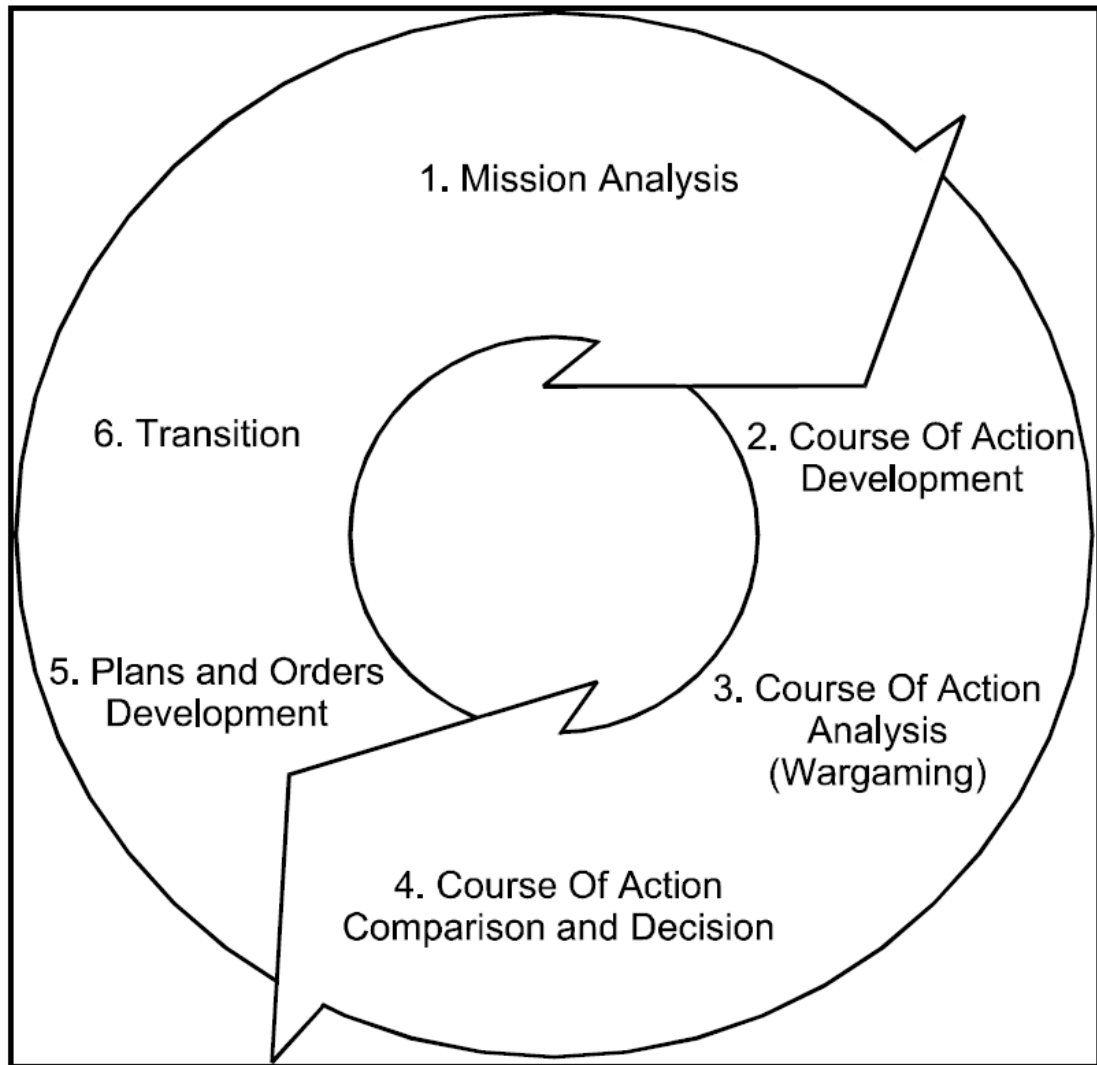 1. Mission Analysis
2. Course Of Action
Development
3. Course Of Action
Analysis
(Wargaming)
4. Course Of Action
Comparison and Decision
5. Plans and Orders
Development
6. Transition